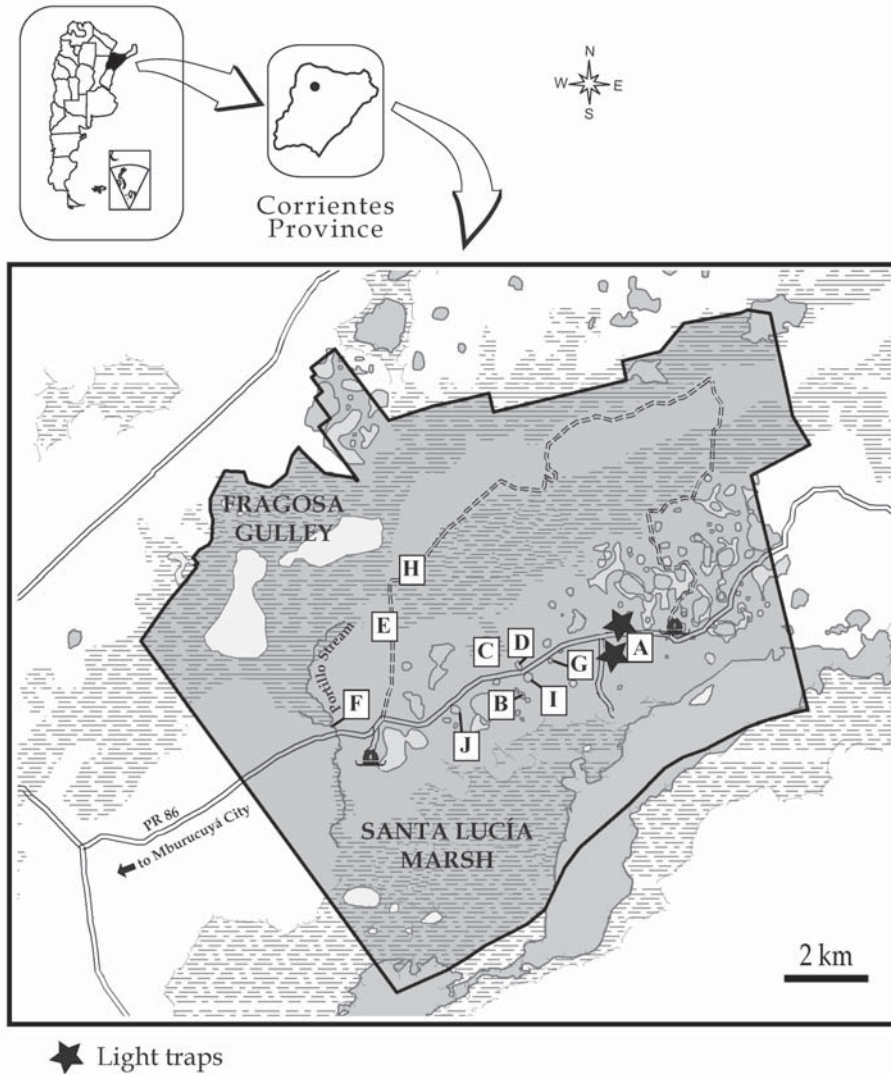 N
W E
S
Corrientes
Province
FRAGOSA
GULLEY
H
E
Portillo Stream
C
D
A
G
F
B
I
J
PR 86
to Mburucuyá City
SANTA LUCÍA
MARSH
2 km
Light traps